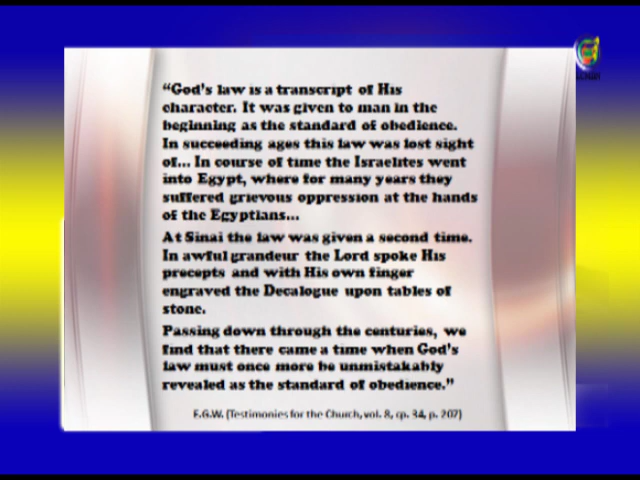 “God's law is a transcript of His
character. It was given to man in the
beginning as the standard of obedience.
In succeeding ages this law was lost sight
of... In course of time the Israelites went
into Egypt, where for many years they
suffered grievous oppression at the hands
of the Egyptians...
At Sinai the law was given a second time.
In awful grandeur the Lord spoke His
precepts and with His own finger
engraved the Decalogue upon tables of
stone.
Passing down through the centuries, we
find that there came a time when God's
law must once more be unmistakably
revealed as the standard of obedience.”
E.G.W. (Testimonies for the Church, vol. 8, cp. 34, p. 207)